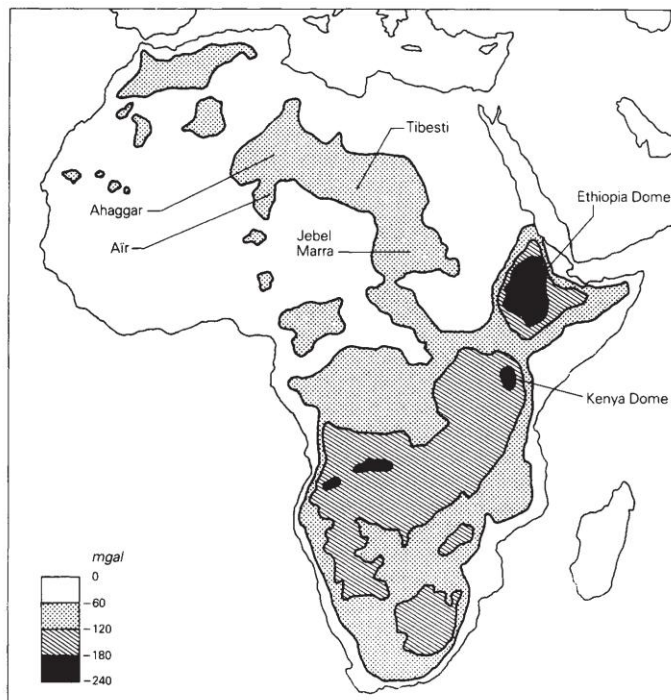 Tibesti
Ethiopia Dome
Ahaggar
Aïr
Jebel
Marra
Kenya Dome
mgal
0
–60
–120
–180
–240